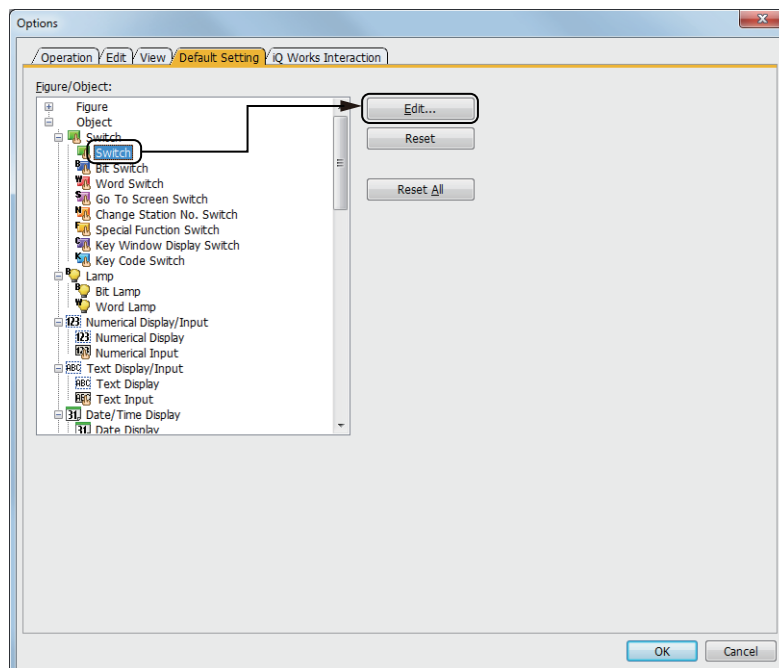 Options
Operation Edit View Default Setting iQ Works Interaction
Figure/Object:
Figure
Object
Switch
Switch
Bit Switch
Word Switch
Go To Screen Switch
Change Station No. Switch
Special Function Switch
Key Window Display Switch
Key Code Switch
Lamp
Bit Lamp
Word Lamp
Numerical Display/Input
Numerical Display
Numerical Input
Text Display/Input
Text Display
Text Input
Date/Time Display
Date Display
Edit...
Reset
Reset All
OK Cancel